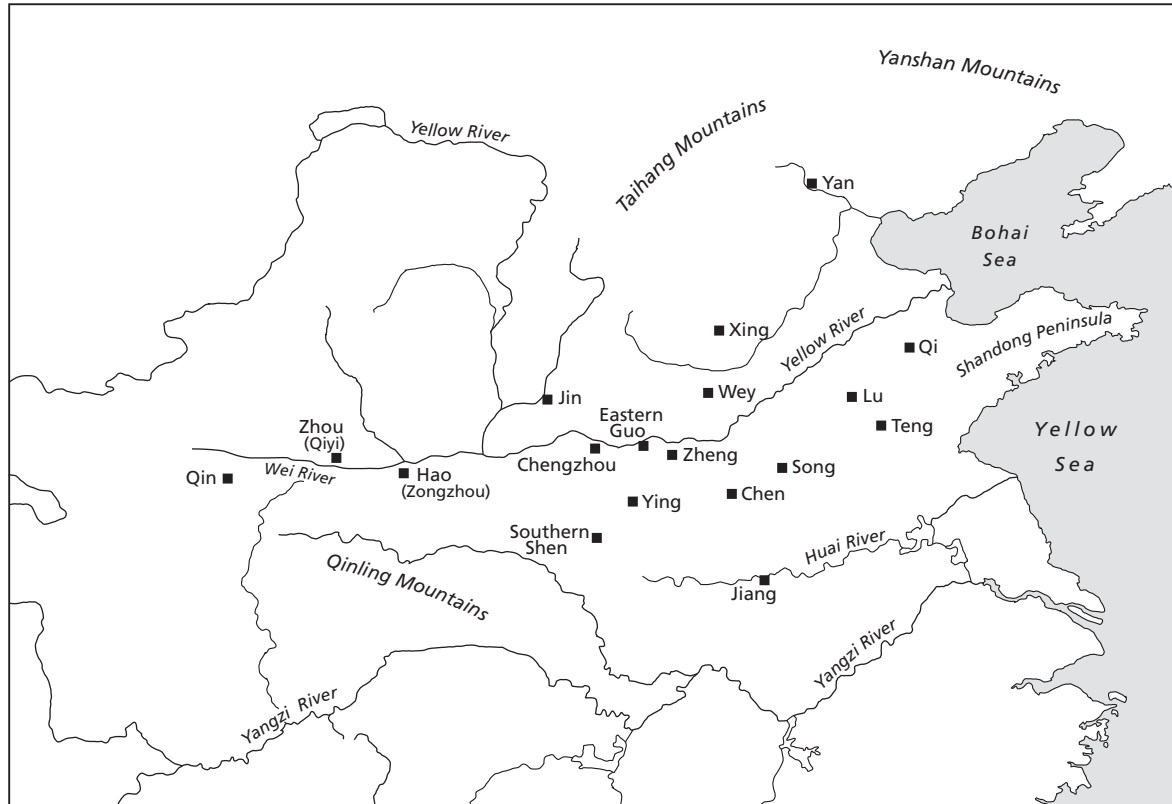 Yanshan Mountains
Yellow River
Taihang Mountains
Yan
Bohai
Sea
Xing
Yellow River
Qi
Shandong Peninsula
Jin
Wey
Lu
Eastern
Guo
Teng
Zhou
(Qiyi)
Yellow
Sea
Wei River
Chengzhou
Zheng
Qin
Hao
(Zongzhou)
Song
Ying
Chen
Southern
Shen
Huai River
Qinling Mountains
Jiang
Yangzi River
Yangzi River